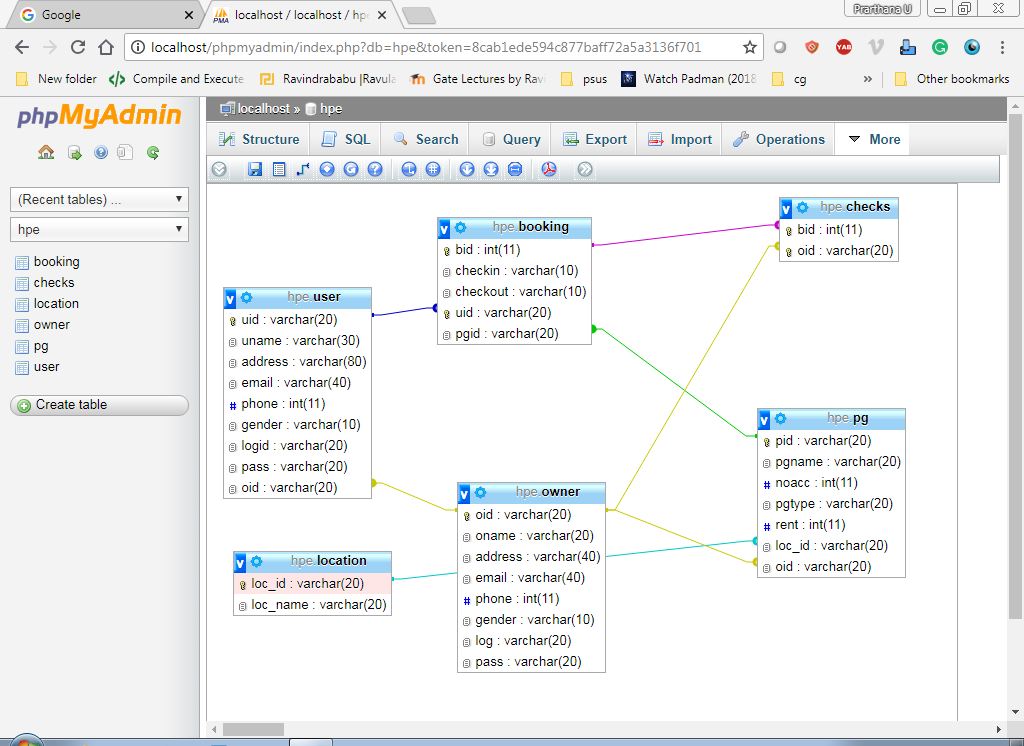 Google
localhost / localhost / hpe
Prarthana U
localhost/phpmyadmin/index.php?db=hpe&token=8cab1ede594c877baff72a5a3136f701
New folder
Compile and Execute
Ravindrababu |Ravula
Gate Lectures by Ravi
psus
Watch Padman (2018
cg
»
Other bookmarks
phpMyAdmin
(Recent tables) ...
hpe
booking
checks
location
owner
pg
user
Create table
localhost » hpe
Structure
SQL
Search
Query
Export
Import
Operations
More
hpe.user
uid : varchar(20)
uname : varchar(30)
address : varchar(80)
email : varchar(40)
# phone : int(11)
gender : varchar(10)
logid : varchar(20)
pass : varchar(20)
oid : varchar(20)
hpe.booking
bid : int(11)
checkin : varchar(10)
checkout : varchar(10)
uid : varchar(20)
pgid : varchar(20)
hpe.checks
bid : int(11)
oid : varchar(20)
hpe.location
loc_id : varchar(20)
loc_name : varchar(20)
hpe.owner
oid : varchar(20)
oname : varchar(20)
address : varchar(40)
email : varchar(40)
# phone : int(11)
gender : varchar(10)
log : varchar(20)
pass : varchar(20)
hpe.pg
pid : varchar(20)
pgname : varchar(20)
# noacc : int(11)
pgtype : varchar(20)
# rent : int(11)
loc_id : varchar(20)
oid : varchar(20)